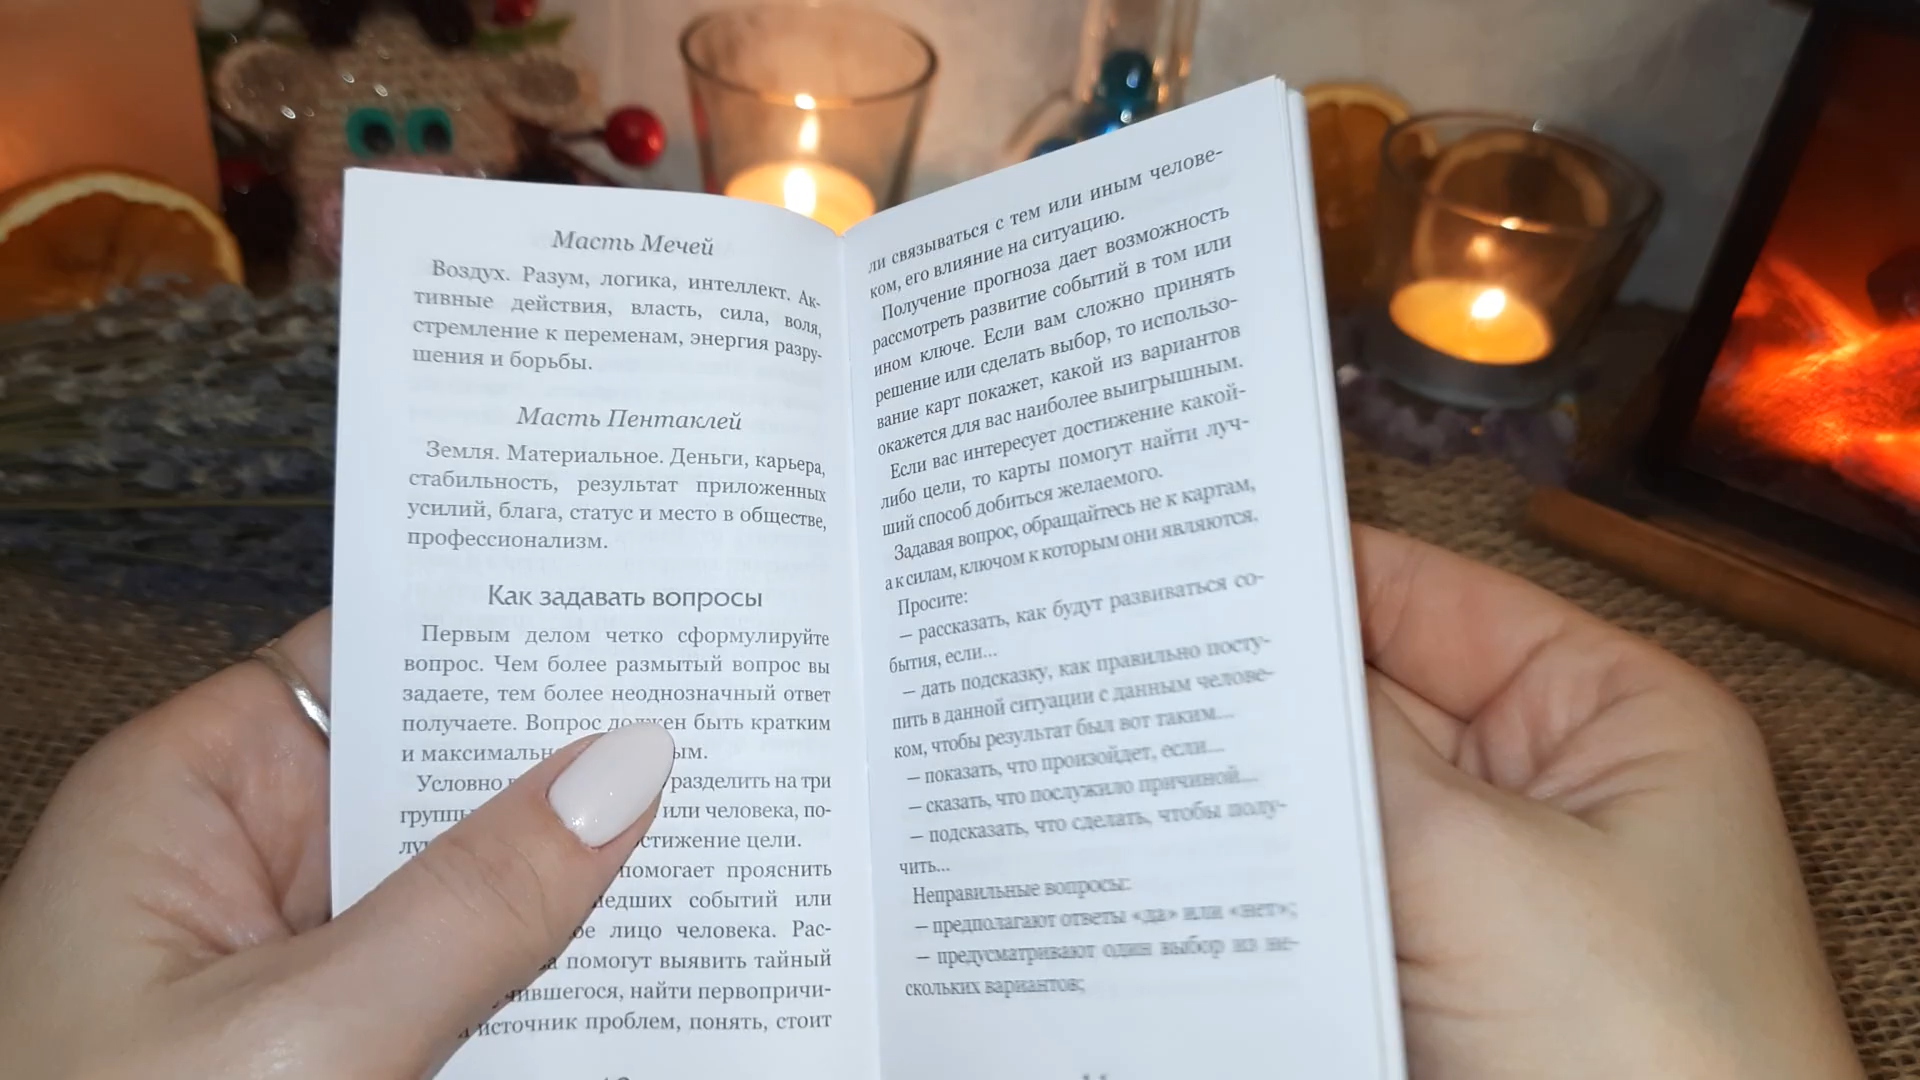 Масть Мечей
Воздух. Разум, логика, интеллект. Ак-
тивные действия, власть, сила, воля,
стремление к переменам, энергия разру-
шения и борьбы.
Масть Пентаклей
Земля. Материальное. Деньги, карьера,
стабильность, результат приложенных
усилий, блага, статус и место в обществе,
профессионализм.
Как задавать вопросы
Первым делом четко сформулируйте
вопрос. Чем более размытый вопрос вы
задаете, тем более неоднозначный ответ
получаете. Вопрос должен быть кратким
и
Условно разделить на три
или человека, по-
цели.
помогает прояснить
событий или
лицо человека. Рас-
помогут выявить тайный
найти первопричи-
источник проблем, понять, стоит
ли связываться с тем или иным челове-
ком, его влияние на ситуацию.
Получение прогноза дает возможность
рассмотреть развитие событий в том или
ином ключе. Если вам сложно принять
решение или сделать выбор, то использо-
вание карт покажет, какой из вариантов
окажется для вас наиболее выигрышным.
Если вас интересует достижение какой-
либо цели, то карты помогут найти луч-
ший способ добиться желаемого.
Задавая вопрос, обращайтесь не к картам,
а к силам, ключом к которым они являются.
Просите:
– рассказать, как будут развиваться со-
бытия, если...
– дать подсказку, как правильно посту-
пить в данной ситуации с данным челове-
ком, чтобы результат был вот таким...
– показать, что произойдет, если...
– сказать, что послужило причиной...
– подсказать, что сделать, чтобы полу-
чить...
Неправильные вопросы:
– предполагают ответы «да» или «нет»;
– предусматривают один выбор из не-
скольких вариантов;